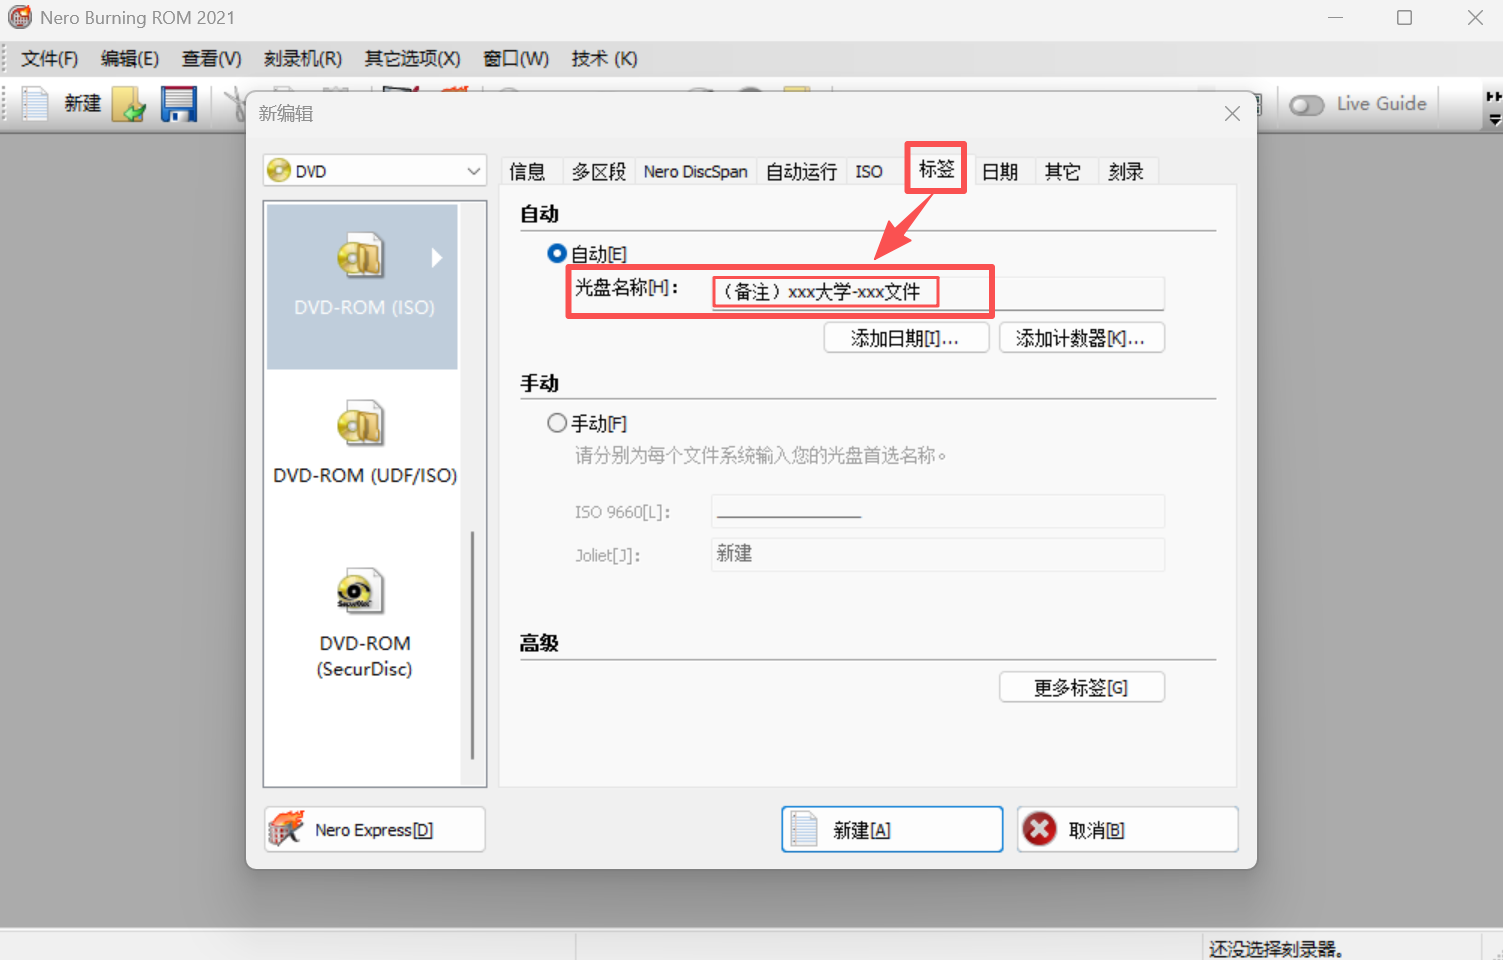 Nero Burning ROM 2021
文件(F) 编辑(E) 查看(V) 刻录机(R) 其它选项(X) 窗口(W) 技术 (K)
新建
Live Guide
新编辑
DVD
信息 多区段 Nero DiscSpan 自动运行 ISO 标签 日期 其它 刻录
DVD-ROM (ISO)
DVD-ROM (UDF/ISO)
DVD-ROM
(SecurDisc)
自动
自动[E]
光盘名称[H]: （备注）xxx大学-xxx文件
添加日期[I]... 添加计数器[K]...
手动
手动[F]
请分别为每个文件系统输入您的光盘首选名称。
ISO 9660[L]:
Joliet[J]: 新建
高级
更多标签[G]
Nero Express[D] 新建[A] 取消[B]
还没选择刻录器。